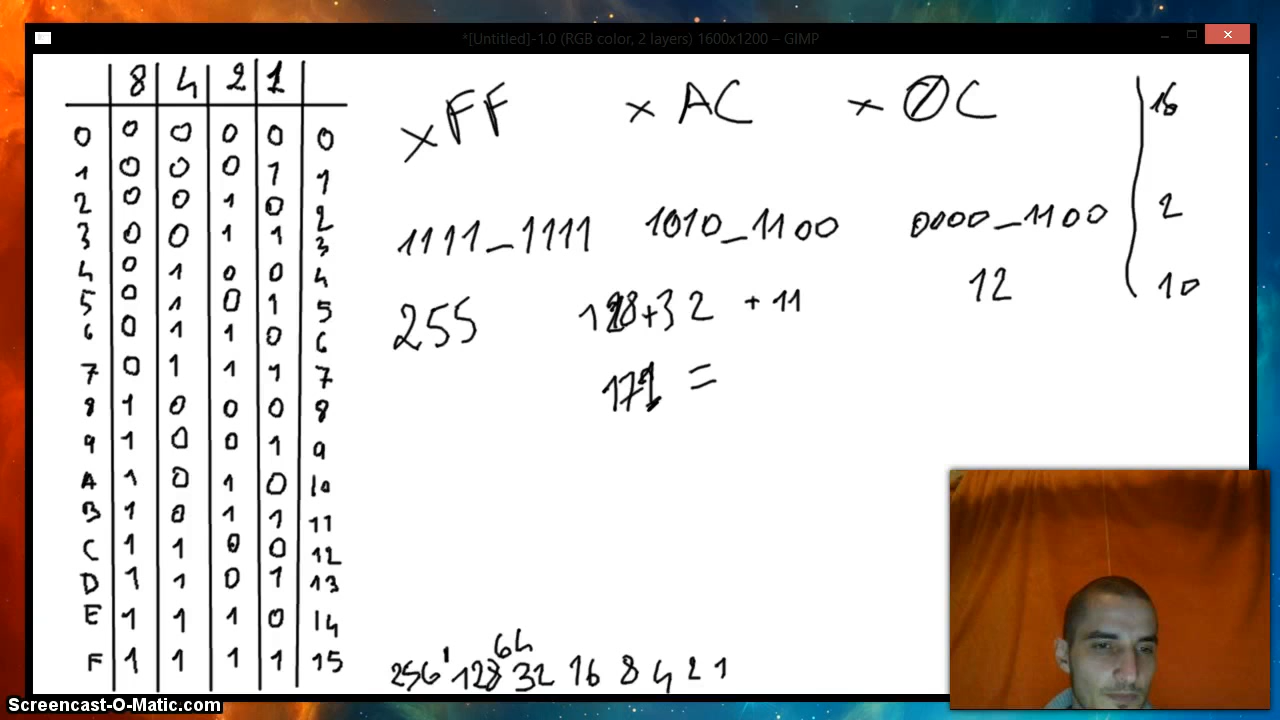 *[Untitled]-1.0 (RGB color, 2 layers) 1600x1200 – GIMP
8 4 2 1
0 0 0 0 0 0
1 0 0 0 1 1
2 0 0 1 0 2
3 0 0 1 1 3
4 0 1 0 0 4
5 0 1 0 1 5
6 0 1 1 0 6
7 0 1 1 1 7
8 1 0 0 0 8
9 1 0 0 1 9
A 1 0 1 0 10
B 1 0 1 1 11
C 1 1 0 0 12
D 1 1 0 1 13
E 1 1 1 0 14
F 1 1 1 1 15
xFF xAC x0C 16
1111_1111 1010_1100 0000_1100 2
255 128+32 +11 12 10
171 =
64
256 128 32 16 8 4 2 1
Screencast-O-Matic.com